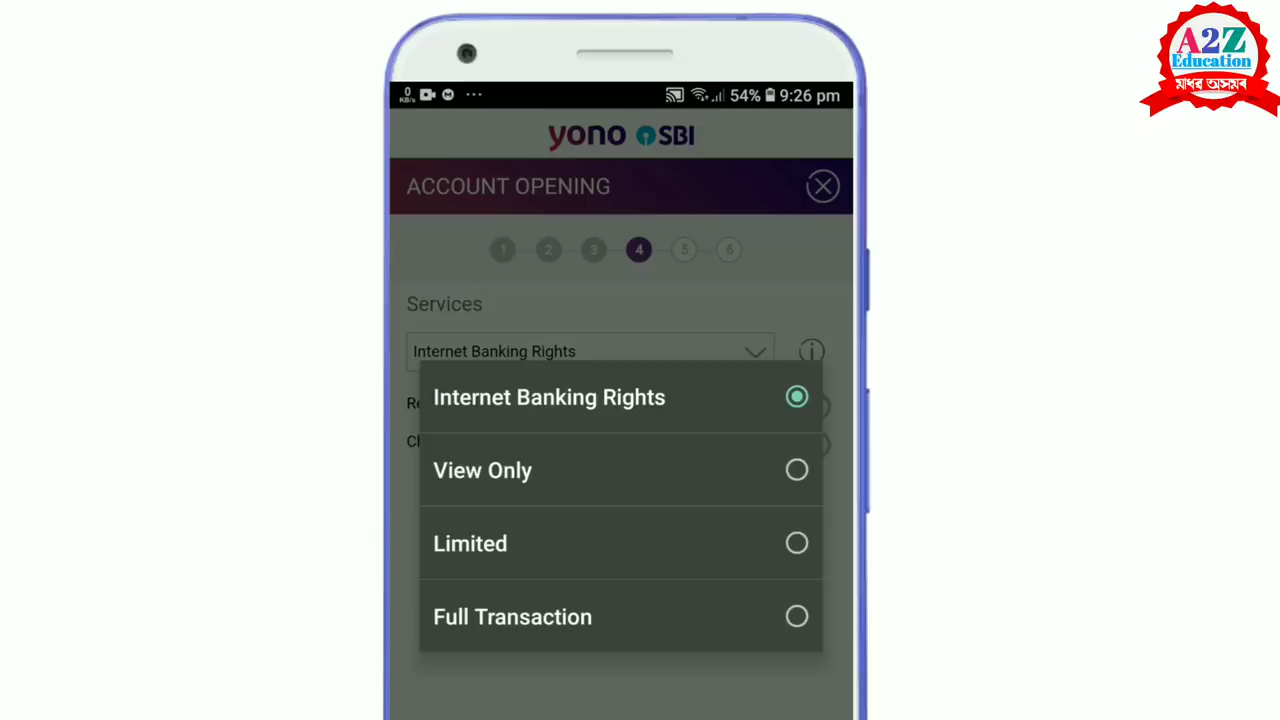 A2Z
Education
মাধৱ অসমৰ
0
KB/s
54%
9:26 pm
yono SBI
ACCOUNT OPENING
1 2 3 4 5 6
Services
Internet Banking Rights
Internet Banking Rights
View Only
Limited
Full Transaction